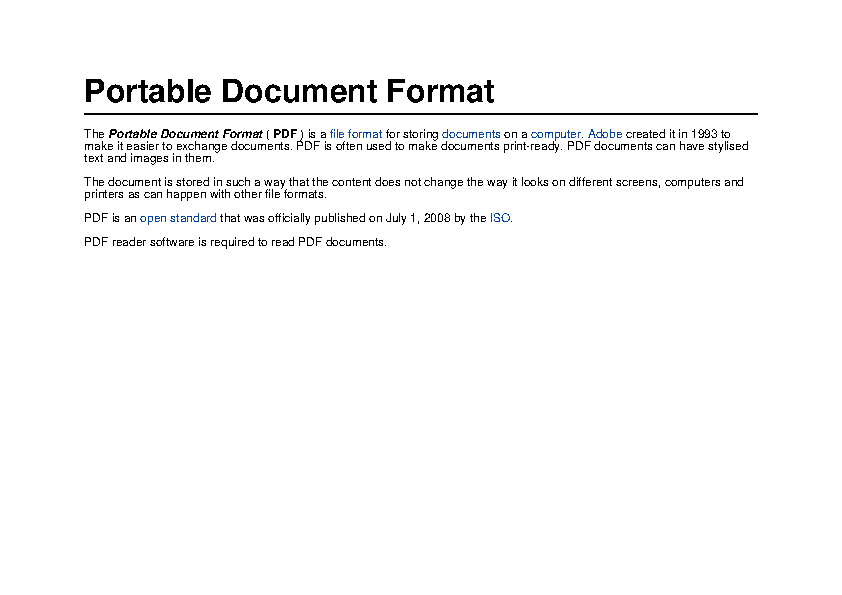 Portable Document Format
The Portable Document Format ( PDF ) is a file format for storing documents on a computer. Adobe created it in 1993 to
make it easier to exchange documents. PDF is often used to make documents print-ready. PDF documents can have stylised
text and images in them.
The document is stored in such a way that the content does not change the way it looks on different screens, computers and
printers as can happen with other file formats.
PDF is an open standard that was officially published on July 1, 2008 by the ISO.
PDF reader software is required to read PDF documents.